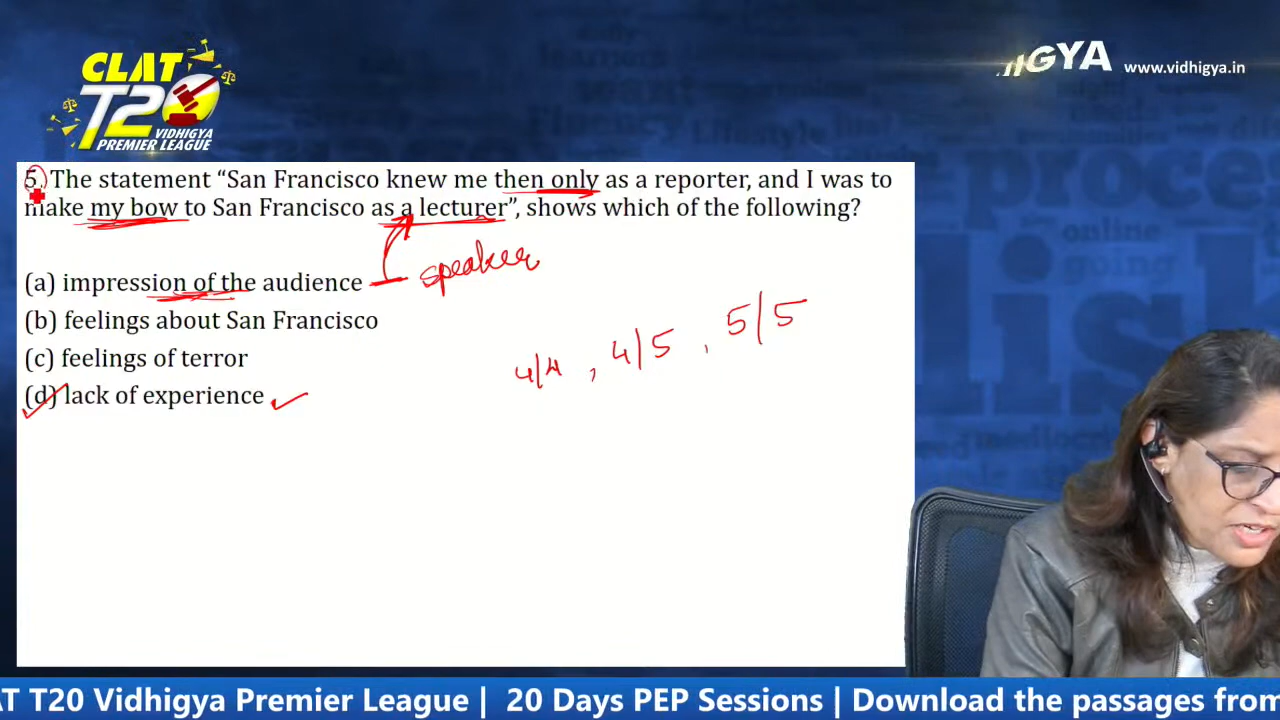 CLAT
T20
VIDHIGYA
PREMIER LEAGUE
GYA www.vidhigya.in
5. The statement “San Francisco knew me then only as a reporter, and I was to
make my bow to San Francisco as a lecturer”, shows which of the following?
speaker
(a) impression of the audience
(b) feelings about San Francisco
(c) feelings of terror
(d) lack of experience
4/4 , 4/5 , 5/5
AT T20 Vidhigya Premier League | 20 Days PEP Sessions | Download the passages from